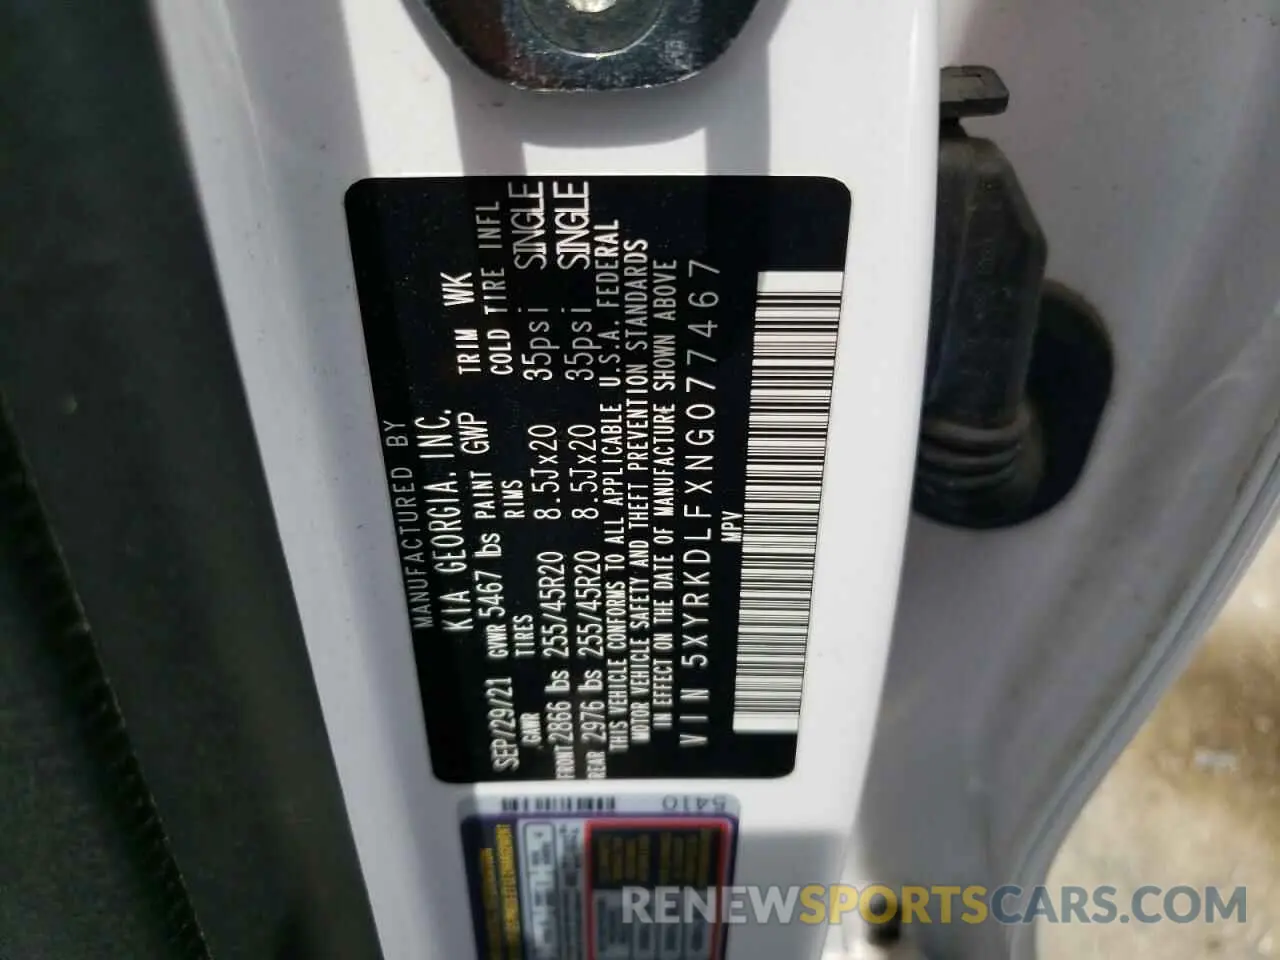 MANUFACTURED BY
KIA GEORGIA, INC.
SEP/29/21 GVWR 5467 lbs PAINT GWP TRIM WK
GAWR TIRES RIMS COLD TIRE INFL
FRONT 2866 lbs 255/45R20 8.5Jx20 35psi SINGLE
REAR 2976 lbs 255/45R20 8.5Jx20 35psi SINGLE
THIS VEHICLE CONFORMS TO ALL APPLICABLE U.S.A. FEDERAL
MOTOR VEHICLE SAFETY AND THEFT PREVENTION STANDARDS
IN EFFECT ON THE DATE OF MANUFACTURE SHOWN ABOVE
VIN 5XYRKDLFXNG077467
MPV
5410
RENEWSPORTSCARS.COM